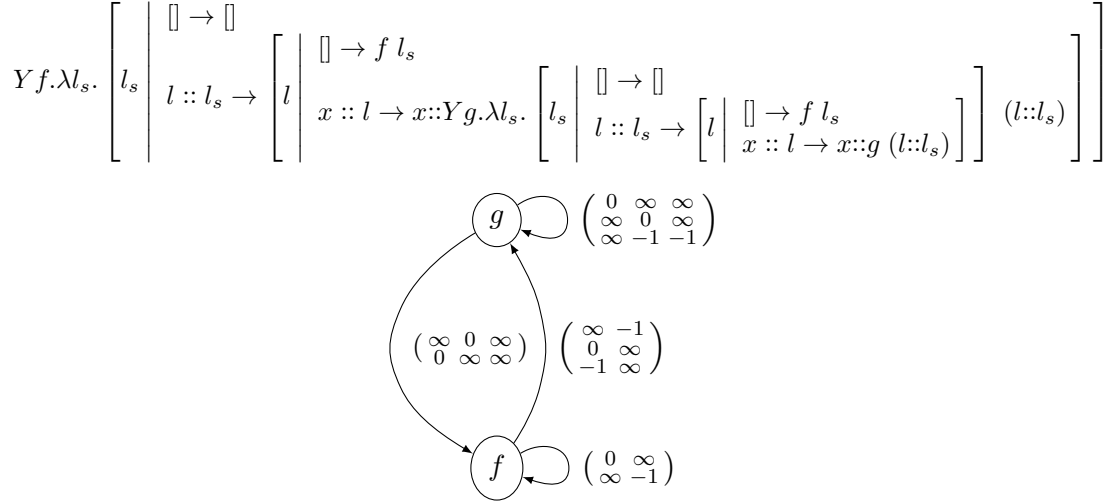 [] → []
[] → f l_s
Y f.λl_s. [ l_s | l :: l_s → [ l | x :: l → x::Y g.λl_s. [ l_s | [] → []
l :: l_s → [ l | [] → f l_s
x :: l → x::g (l::l_s) ] ] (l::l_s) ] ]
g
( 0 ∞ ∞
∞ 0 ∞
∞ −1 −1 )
( ∞ 0 ∞
0 ∞ ∞ )
( ∞ −1
0 ∞
−1 ∞ )
f
( 0 ∞
∞ −1 )